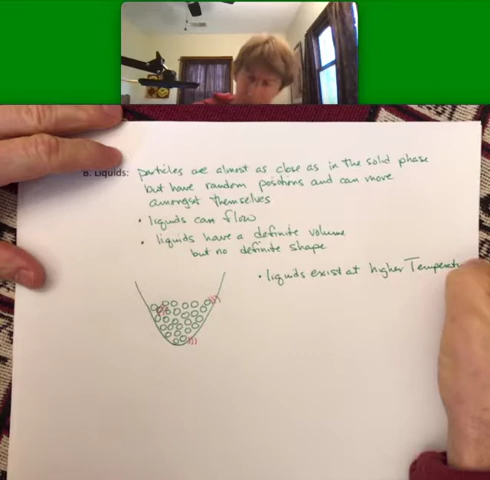 B. Liquids: particles are almost as close as in the solid phase
but have random positions and can move
amongst themselves
• liquids can flow
• liquids have a definite volume
but no definite shape
• liquids exist at higher